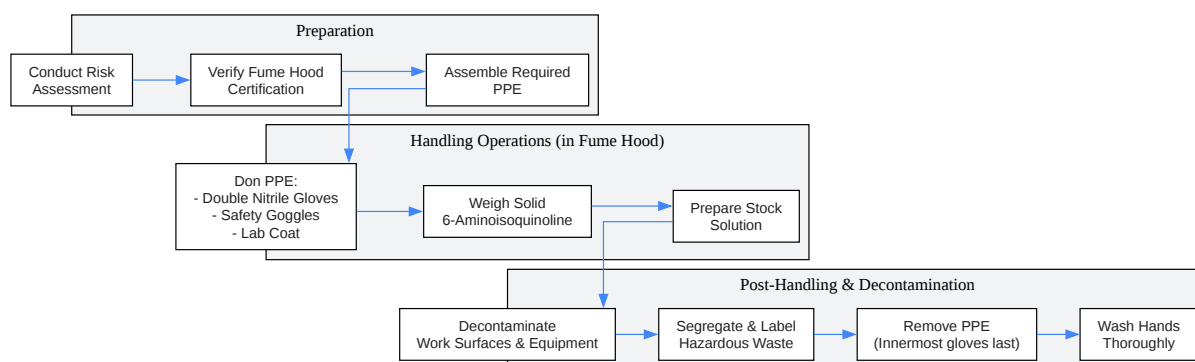 Preparation
Conduct Risk
Assessment
Verify Fume Hood
Certification
Assemble Required
PPE
Handling Operations (in Fume Hood)
Don PPE:
- Double Nitrile Gloves
- Safety Goggles
- Lab Coat
Weigh Solid
6-Aminoisoquinoline
Prepare Stock
Solution
Post-Handling & Decontamination
Decontaminate
Work Surfaces & Equipment
Segregate & Label
Hazardous Waste
Remove PPE
(Innermost gloves last)
Wash Hands
Thoroughly